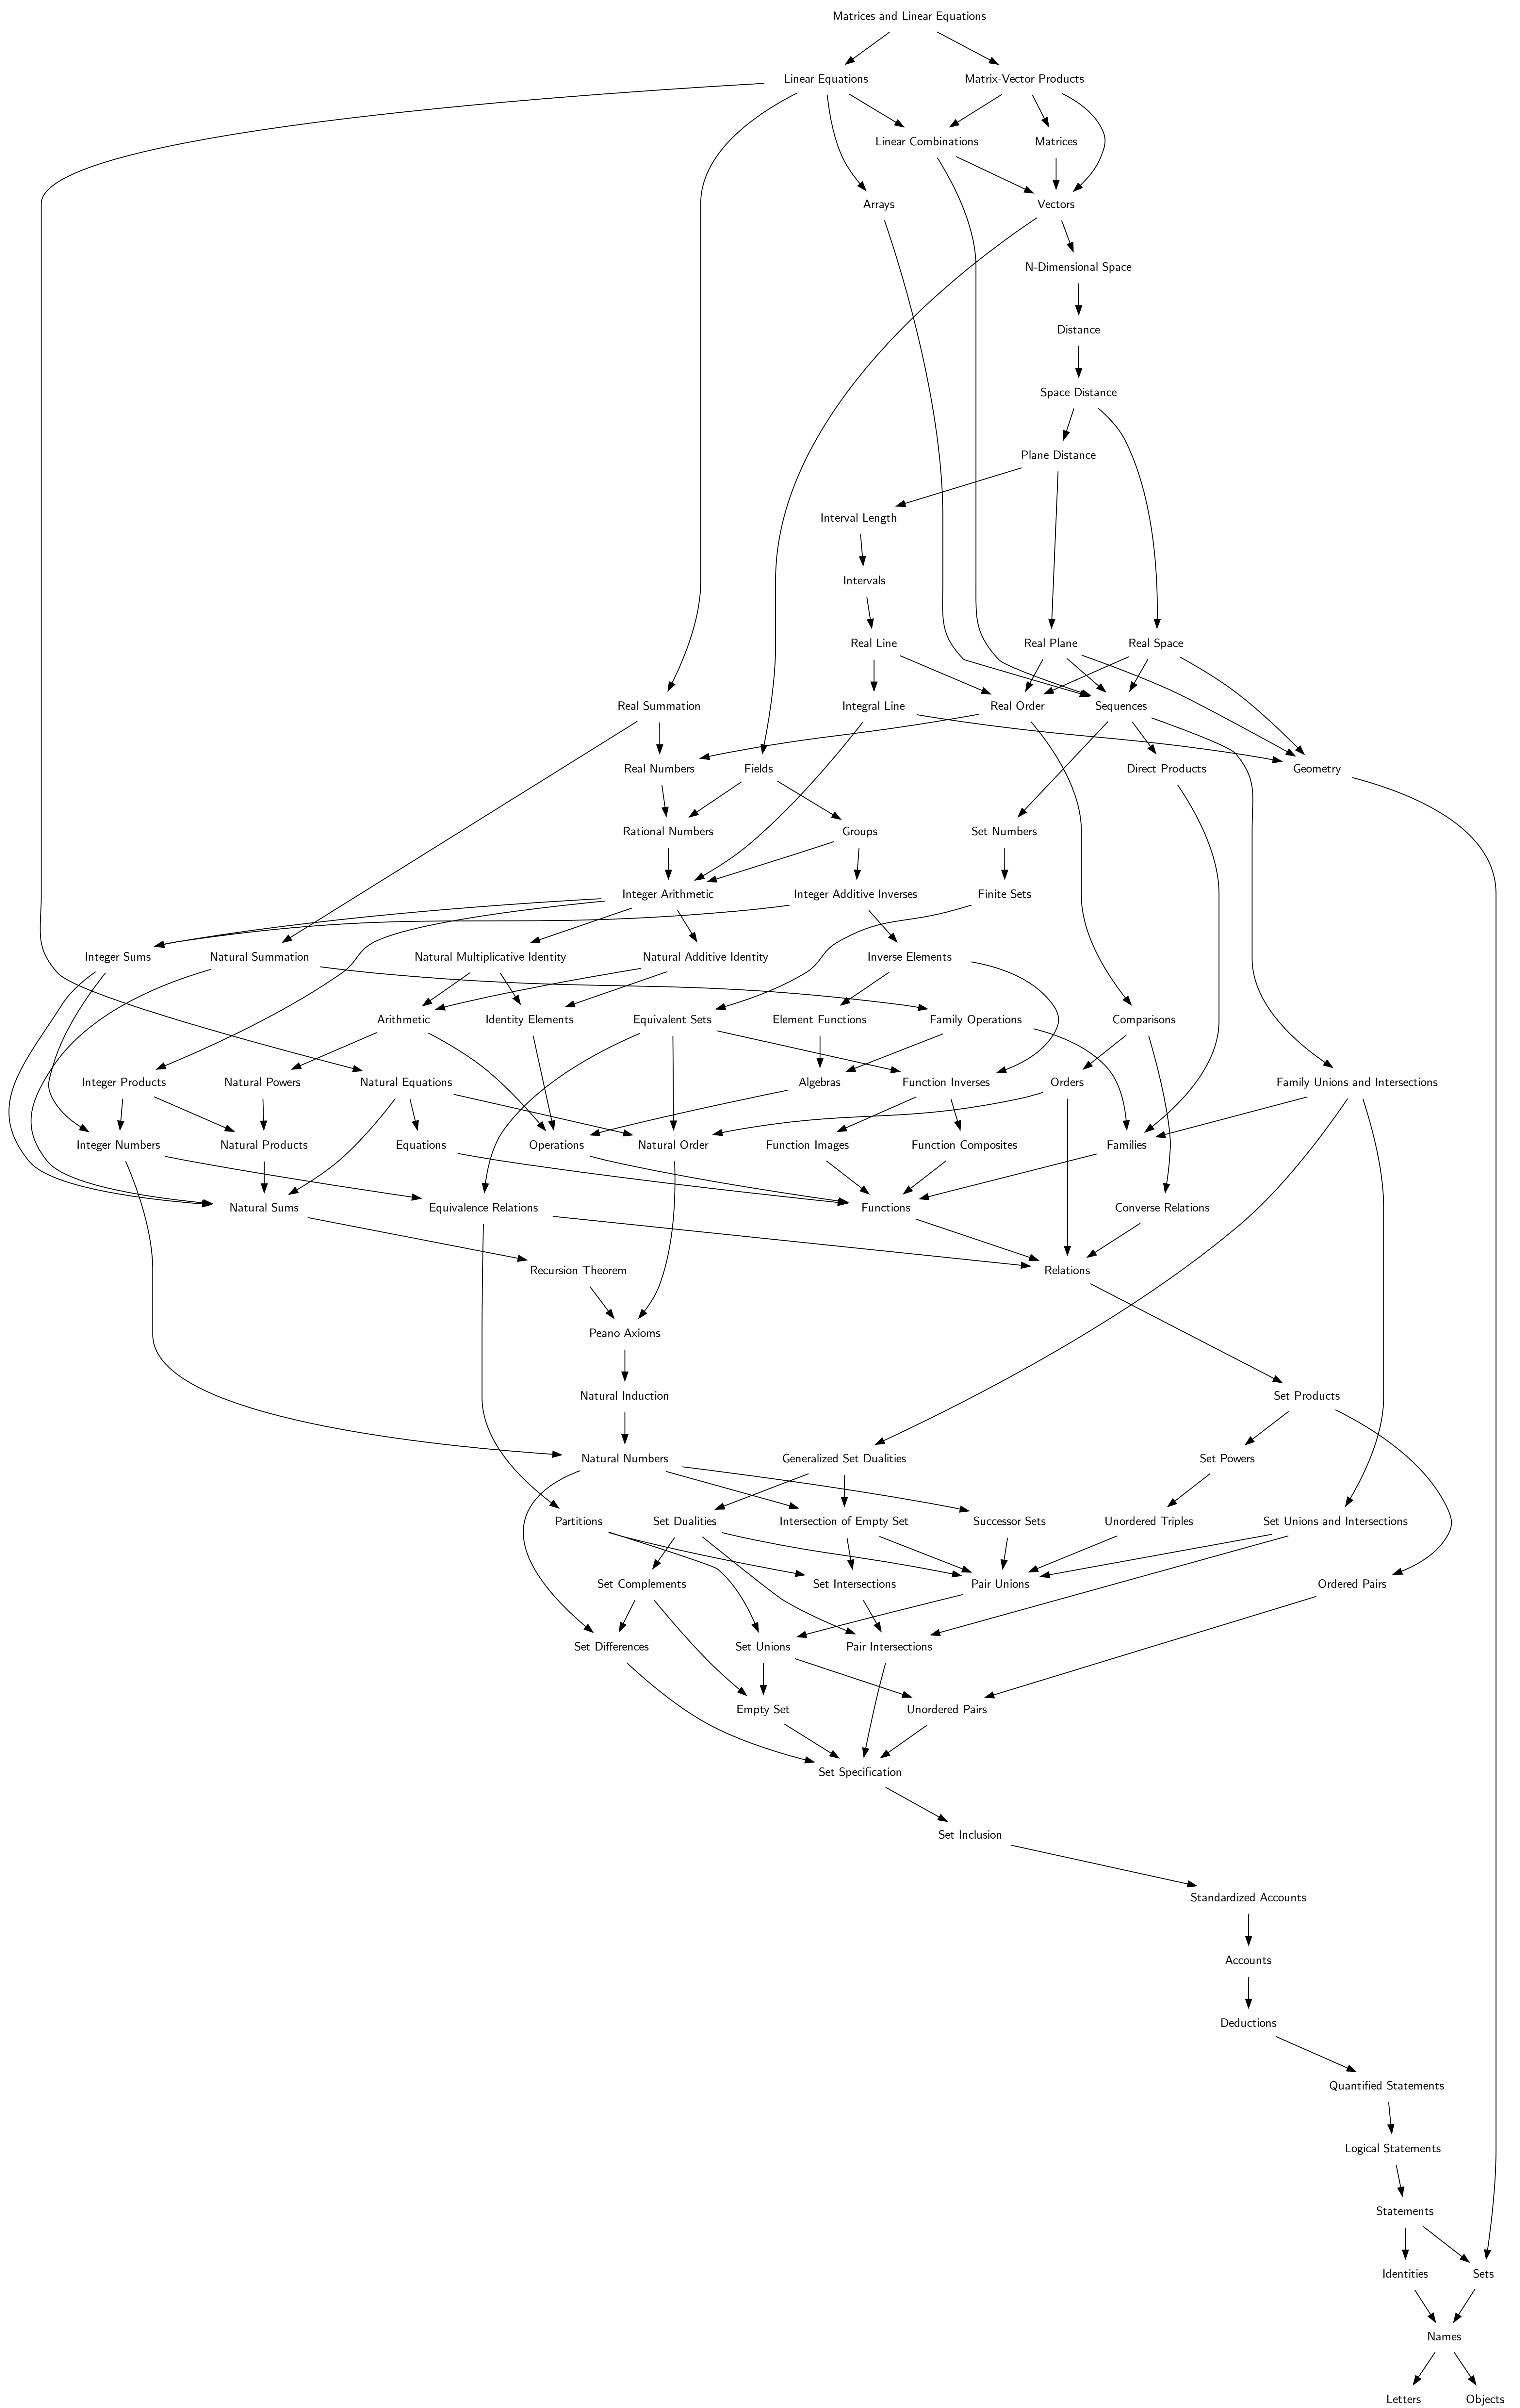 Matrices and Linear Equations
Linear Equations
Matrix-Vector Products
Linear Combinations
Matrices
Arrays
Vectors
N-Dimensional Space
Distance
Space Distance
Plane Distance
Interval Length
Intervals
Real Line
Real Plane
Real Space
Real Summation
Integral Line
Real Order
Sequences
Real Numbers
Fields
Direct Products
Geometry
Rational Numbers
Groups
Set Numbers
Integer Arithmetic
Integer Additive Inverses
Finite Sets
Integer Sums
Natural Summation
Natural Multiplicative Identity
Natural Additive Identity
Inverse Elements
Arithmetic
Identity Elements
Equivalent Sets
Element Functions
Family Operations
Comparisons
Integer Products
Natural Powers
Natural Equations
Algebras
Function Inverses
Orders
Family Unions and Intersections
Integer Numbers
Natural Products
Equations
Operations
Natural Order
Function Images
Function Composites
Families
Natural Sums
Equivalence Relations
Functions
Converse Relations
Recursion Theorem
Relations
Peano Axioms
Natural Induction
Set Products
Natural Numbers
Generalized Set Dualities
Set Powers
Partitions
Set Dualities
Intersection of Empty Set
Successor Sets
Unordered Triples
Set Unions and Intersections
Set Complements
Set Intersections
Pair Unions
Ordered Pairs
Set Differences
Set Unions
Pair Intersections
Empty Set
Unordered Pairs
Set Specification
Set Inclusion
Standardized Accounts
Accounts
Deductions
Quantified Statements
Logical Statements
Statements
Identities
Sets
Names
Letters
Objects